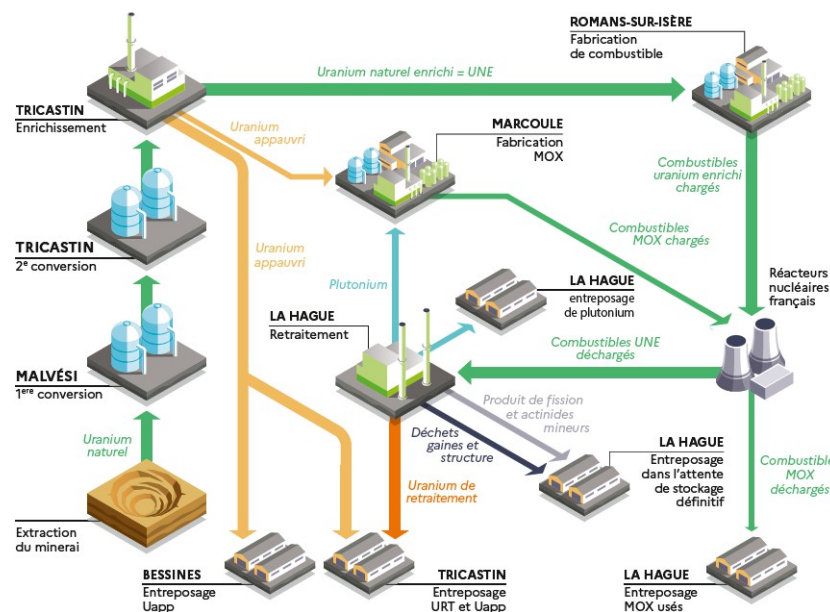 ROMANS-SUR-ISÈRE
Fabrication
de combustible
Uranium naturel enrichi = UNE
TRICASTIN
Enrichissement
Uranium
appauvri
MARCOULE
Fabrication
MOX
Combustibles
uranium enrichi
chargés
Combustibles
MOX chargés
TRICASTIN
2e conversion
Uranium
appauvri
Plutonium
LA HAGUE
entreposage
de plutonium
Réacteurs
nucléaires
français
LA HAGUE
Retraitement
Combustibles UNE
déchargés
MALVÉSI
1ere conversion
Produit de fission
et actinides
mineurs
Uranium
naturel
Déchets
gaines et
structure
LA HAGUE
Entreposage
dans l'attente
de stockage
définitif
Combustible
MOX
déchargés
Uranium de
retraitement
Extraction
du minerai
BESSINES
Entreposage
Uapp
TRICASTIN
Entreposage
URT et Uapp
LA HAGUE
Entreposage
MOX usés